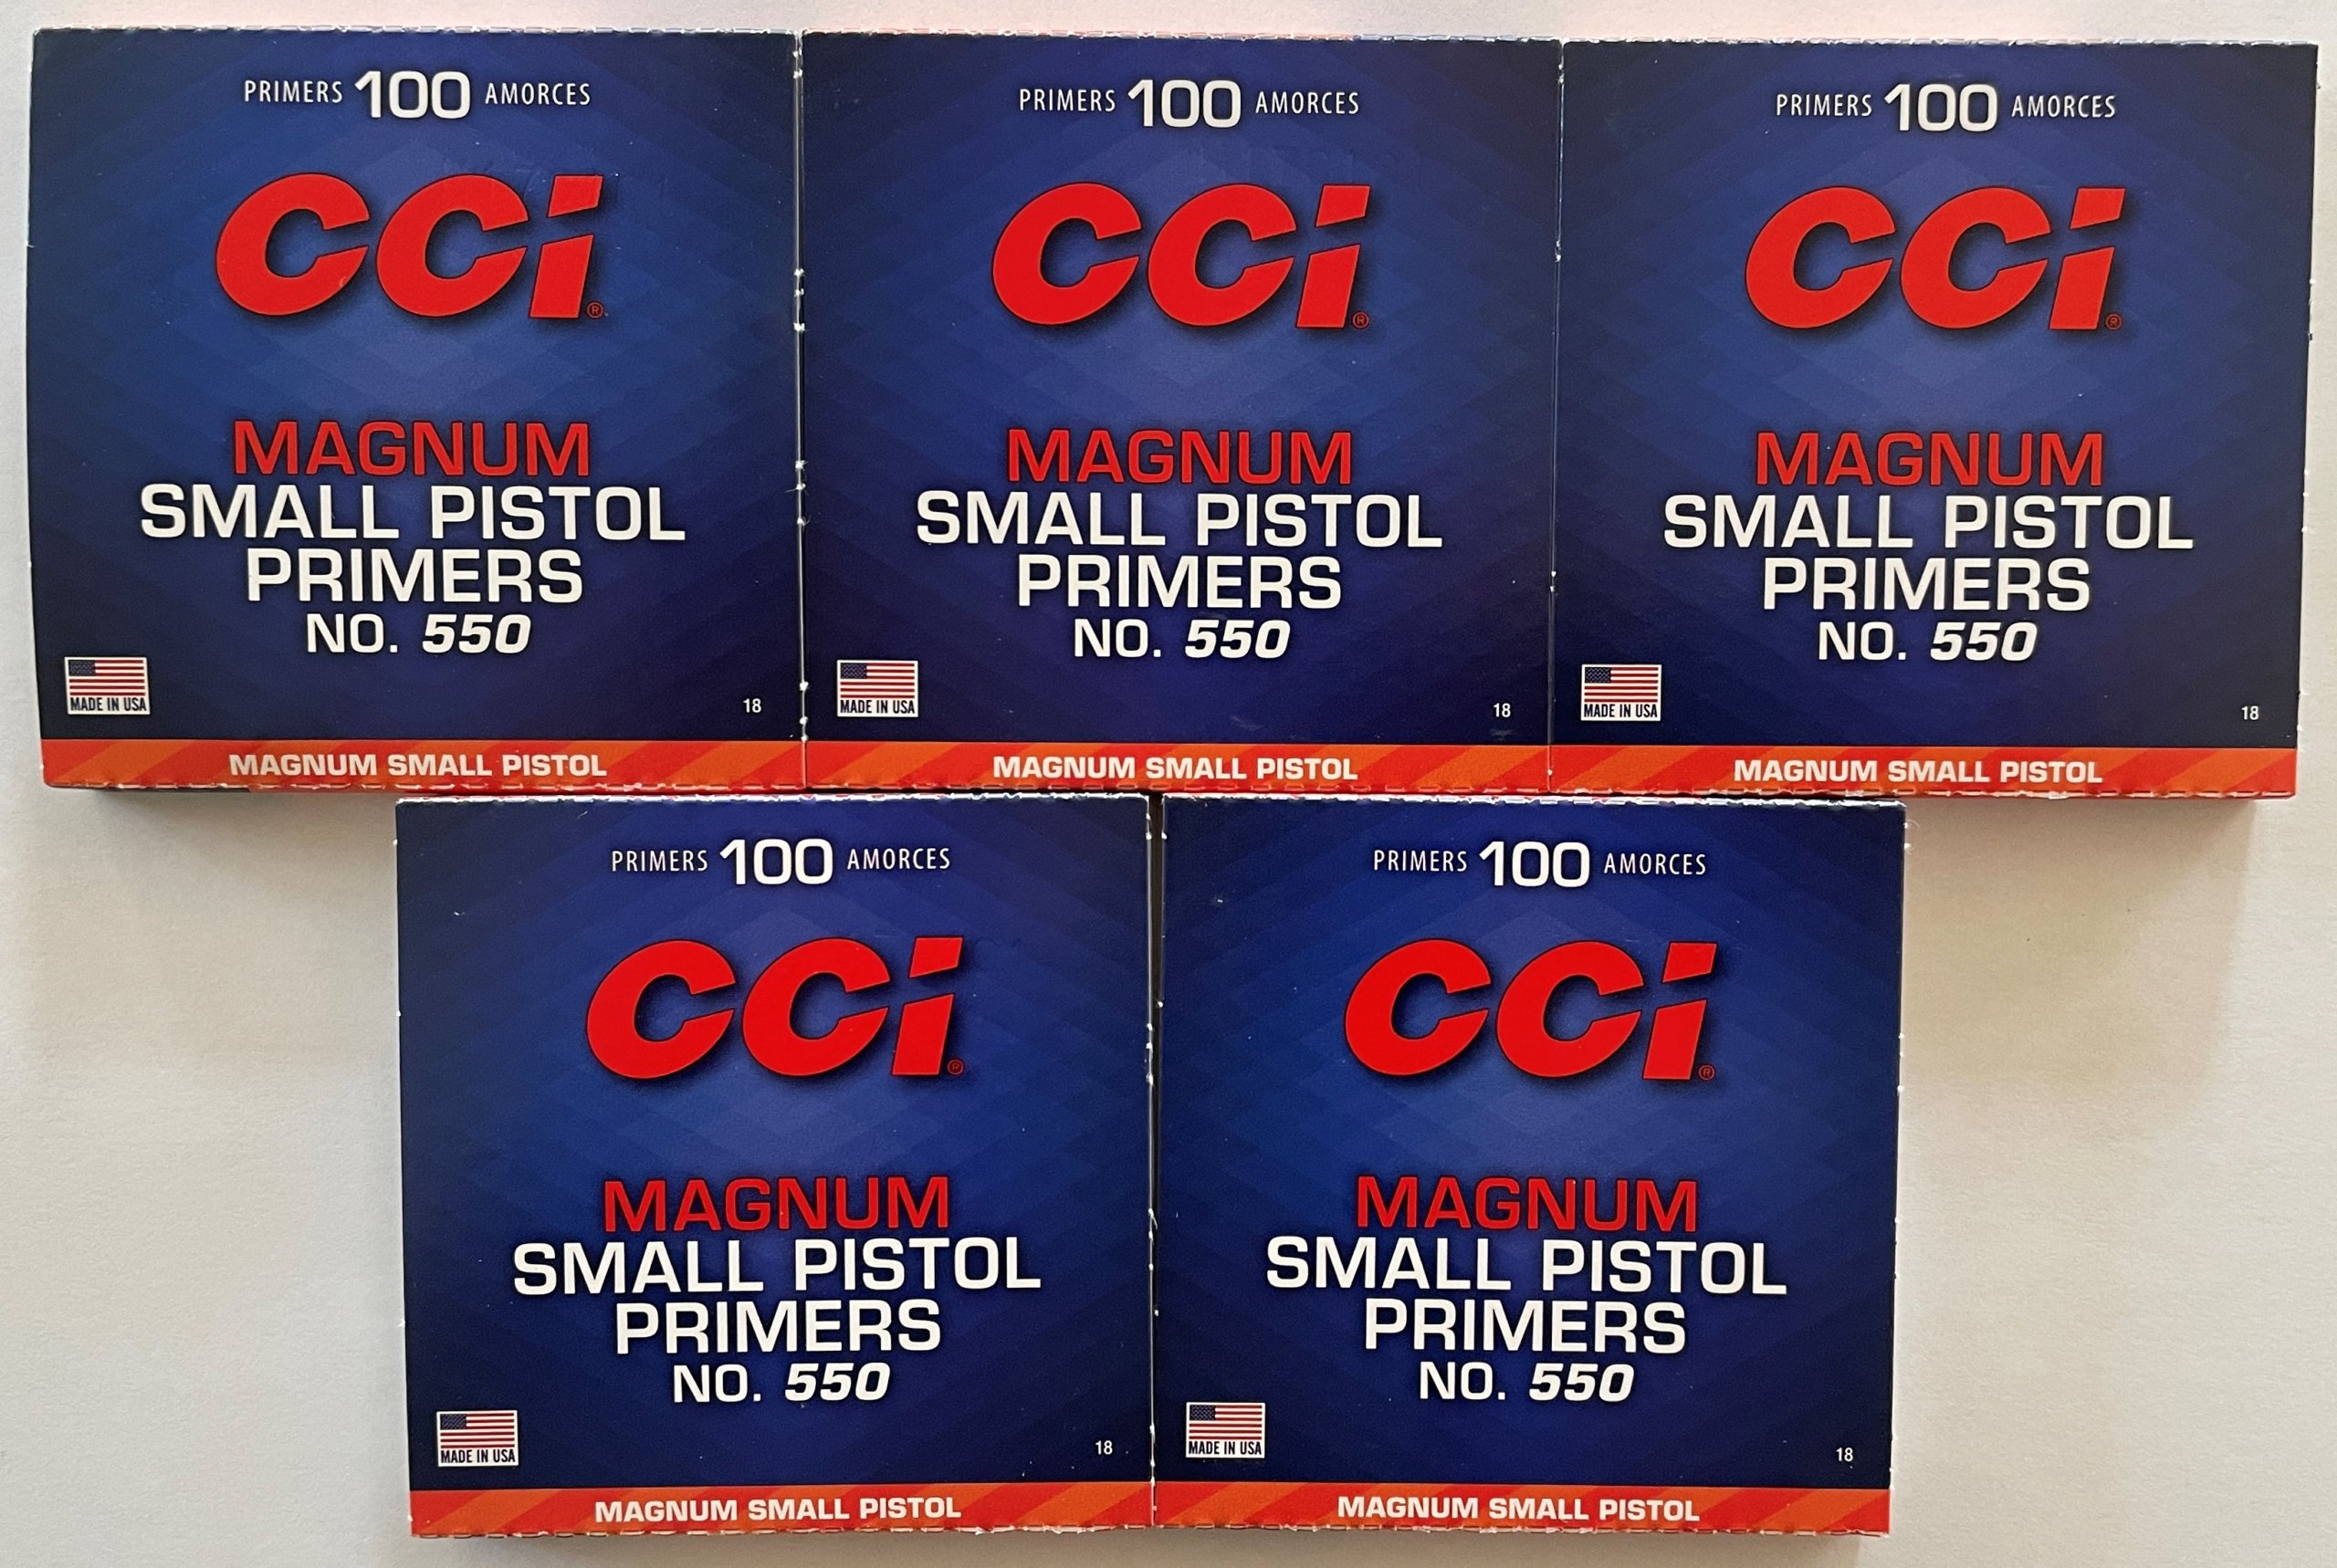 PRIMERS 100 AMORCES
CCI®
MAGNUM
SMALL PISTOL
PRIMERS
NO. 550
MADE IN USA
18
MAGNUM SMALL PISTOL
PRIMERS 100 AMORCES
CCI®
MAGNUM
SMALL PISTOL
PRIMERS
NO. 550
MADE IN USA
18
MAGNUM SMALL PISTOL
PRIMERS 100 AMORCES
CCI®
MAGNUM
SMALL PISTOL
PRIMERS
NO. 550
MADE IN USA
18
MAGNUM SMALL PISTOL
PRIMERS 100 AMORCES
CCI®
MAGNUM
SMALL PISTOL
PRIMERS
NO. 550
MADE IN USA
18
MAGNUM SMALL PISTOL
PRIMERS 100 AMORCES
CCI®
MAGNUM
SMALL PISTOL
PRIMERS
NO. 550
MADE IN USA
18
MAGNUM SMALL PISTOL